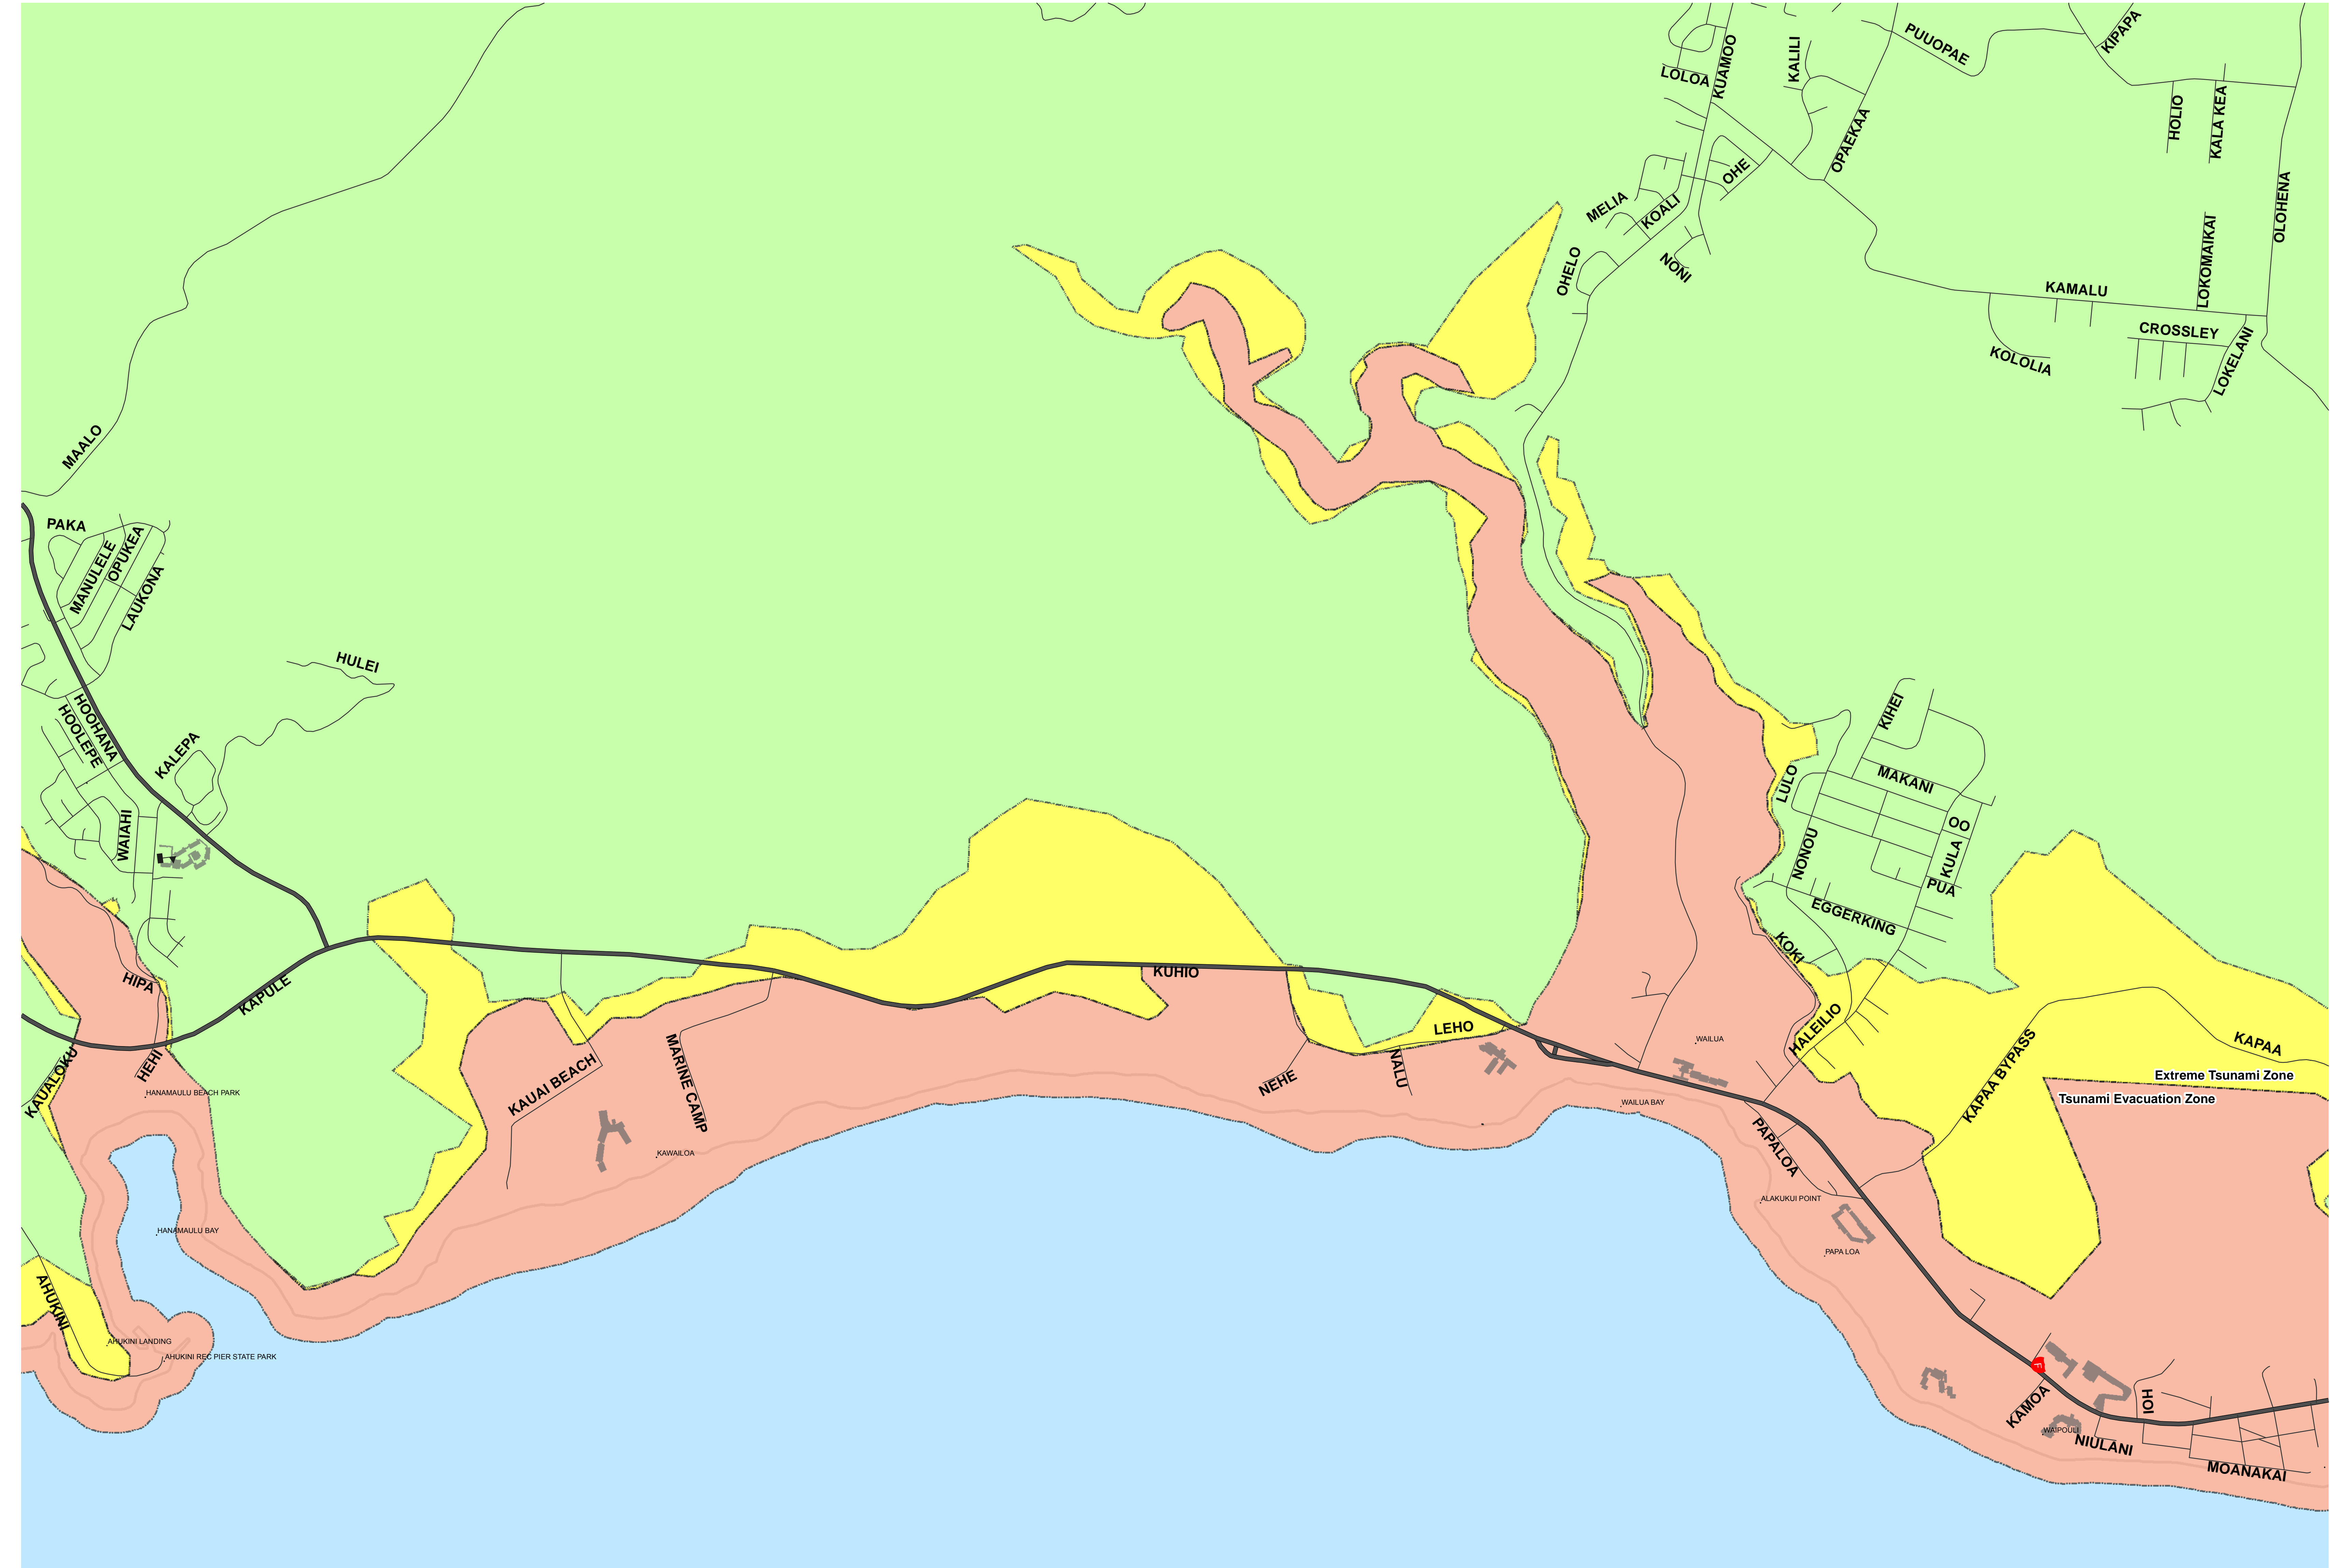 KIPAPA
PUUOPAE
KUAMOO
KALILI
LOLOA
HOLIO
KALA KEA
OPAEKAA
OHE
MELIA
KOALI
OLOHENA
NONI
OHELO
LOKOMAIKAI
KAMALU
CROSSLEY
KOLOLIA
LOKELANI
MAALO
PAKA
MANULELE
OPUKEA
LAUKONA
HULEI
HOOHANA
HOOLEPE
KALEPA
WAIAHI
KIHEI
MAKANI
LULO
OO
NONOU
KULA
PUA
EGGERKING
KOKI
HIPA
KAPULE
KUHIO
LEHO
HALEILIO
KAPAA BYPASS
KAPAA
Extreme Tsunami Zone
Tsunami Evacuation Zone
KAUALOKU
HEHI
HANAMAULU BEACH PARK
KAUAI BEACH
MARINE CAMP
KAWAILOA
NEHE
NALU
WAILUA
WAILUA BAY
PAPALOA
ALAKUKUI POINT
PAPA LOA
HANAMAULU BAY
AHUKINI
AHUKINI LANDING
AHUKINI REC PIER STATE PARK
F
KAMOA
HOI
WAIPOULI
NIULANI
MOANAKAI